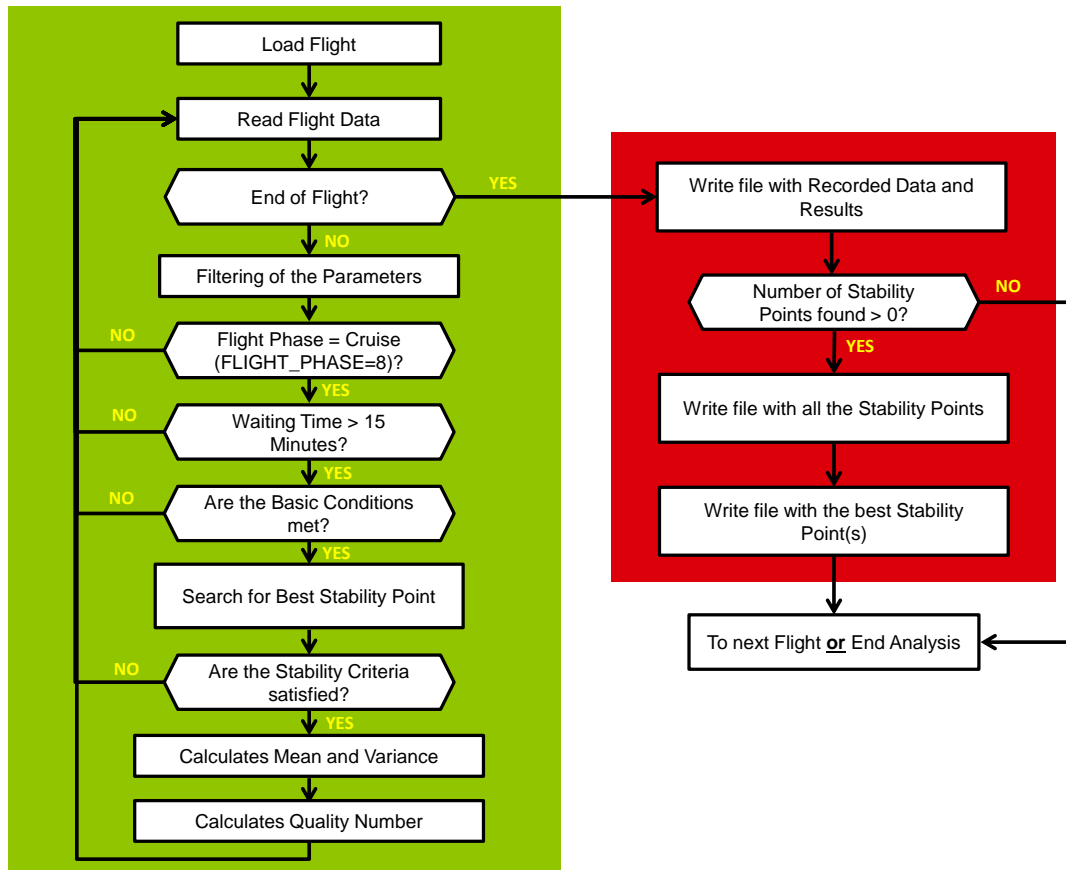 Load Flight
Read Flight Data
End of Flight?
YES
NO
Filtering of the Parameters
NO
Flight Phase = Cruise
(FLIGHT_PHASE=8)?
YES
NO
Waiting Time > 15
Minutes?
YES
NO
Are the Basic Conditions
met?
YES
Search for Best Stability Point
NO
Are the Stability Criteria
satisfied?
YES
Calculates Mean and Variance
Calculates Quality Number
Write file with Recorded Data and
Results
Number of Stability
Points found > 0?
NO
YES
Write file with all the Stability Points
Write file with the best Stability
Point(s)
To next Flight or End Analysis